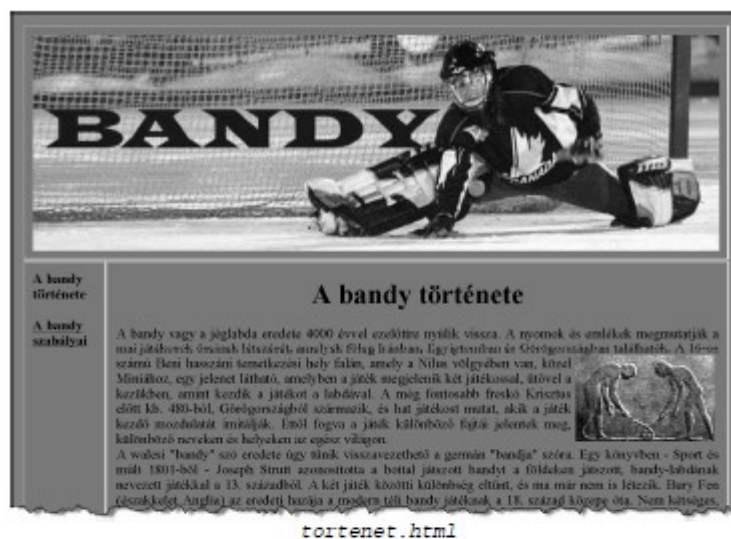 BANDY
CANADA
A bandy
története
A bandy
szabályai
A bandy története
A bandy vagy a jéglabda eredete 4000 évvel ezelőttre nyúlik vissza. A nyomok és emlékek megmutatják a
mai játékosok őseinek létezését, amelyek főleg Iránban, Egyiptomban és Görögországban találhatók. A 16-os
számú Beni hasszáni temetkezési hely falán, amely a Nílus völgyében van, közel
Miniához, egy jelenet látható, amelyben a játék megjelenik két játékossal, ütővel a
kezükben, amint kezdik a játékot a labdával. A még fontosabb freskó Krisztus
előtt kb. 480-ból, Görögországból származik, és hat játékost mutat, akik a játék
kezdő mozdulatát imitálják. Ettől fogva a játék különböző fajtái jelentek meg,
különböző neveken és helyeken az egész világon.
A walesi "bandy" szó eredete úgy tűnik visszavezethető a germán "bandja" szóra. Egy könyvben - Sport és
múlt 1801-ből - Joseph Strutt azonosította a bottal játszott bandyt a földeken játszott, bandy-labdának
nevezett játékkal a 13. századból. A két játék közötti különbség eltűnt, és ma már nem is létezik. Bury Fen
(északkelet Anglia) az eredeti hazája a modern téli bandy játéknak a 18. század közepe óta. Nem kétséges,
tortenet.html